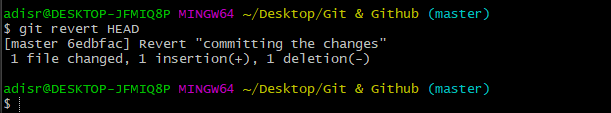 adisr@DESKTOP-JFMIQ8P MINGW64 ~/Desktop/Git & Github (master)
$ git revert HEAD
[master 6edbfac] Revert "committing the changes"
 1 file changed, 1 insertion(+), 1 deletion(-)

adisr@DESKTOP-JFMIQ8P MINGW64 ~/Desktop/Git & Github (master)
$